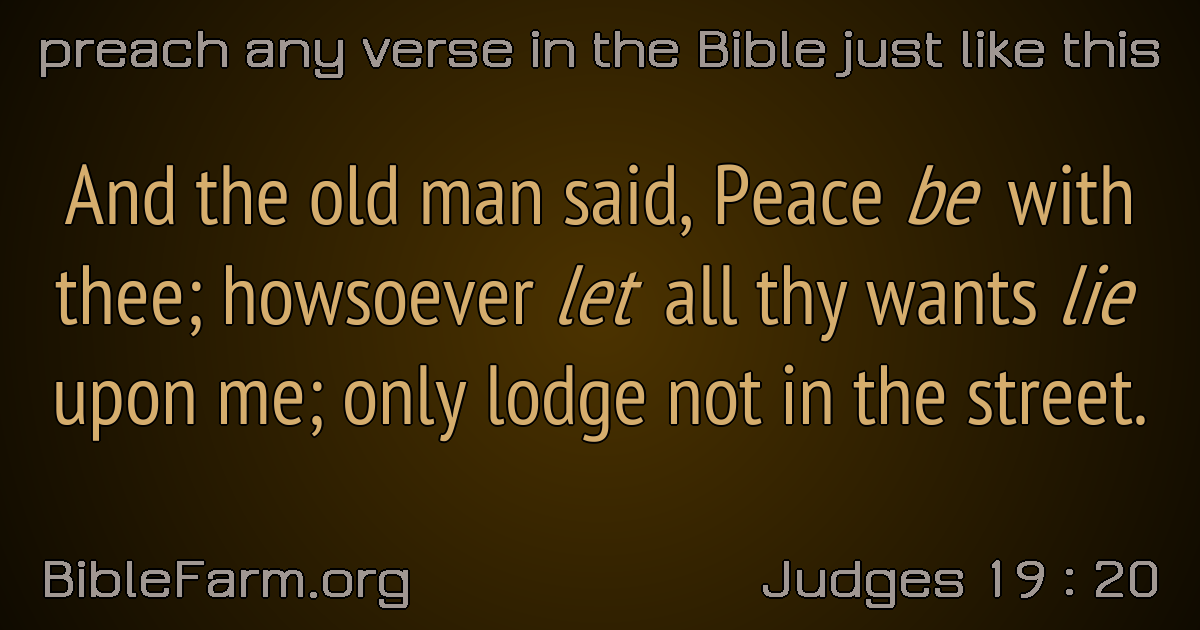 preach any verse in the Bible just like this
And the old man said, Peace be with
thee; howsoever let all thy wants lie
upon me; only lodge not in the street.
BibleFarm.org
Judges 19 : 20